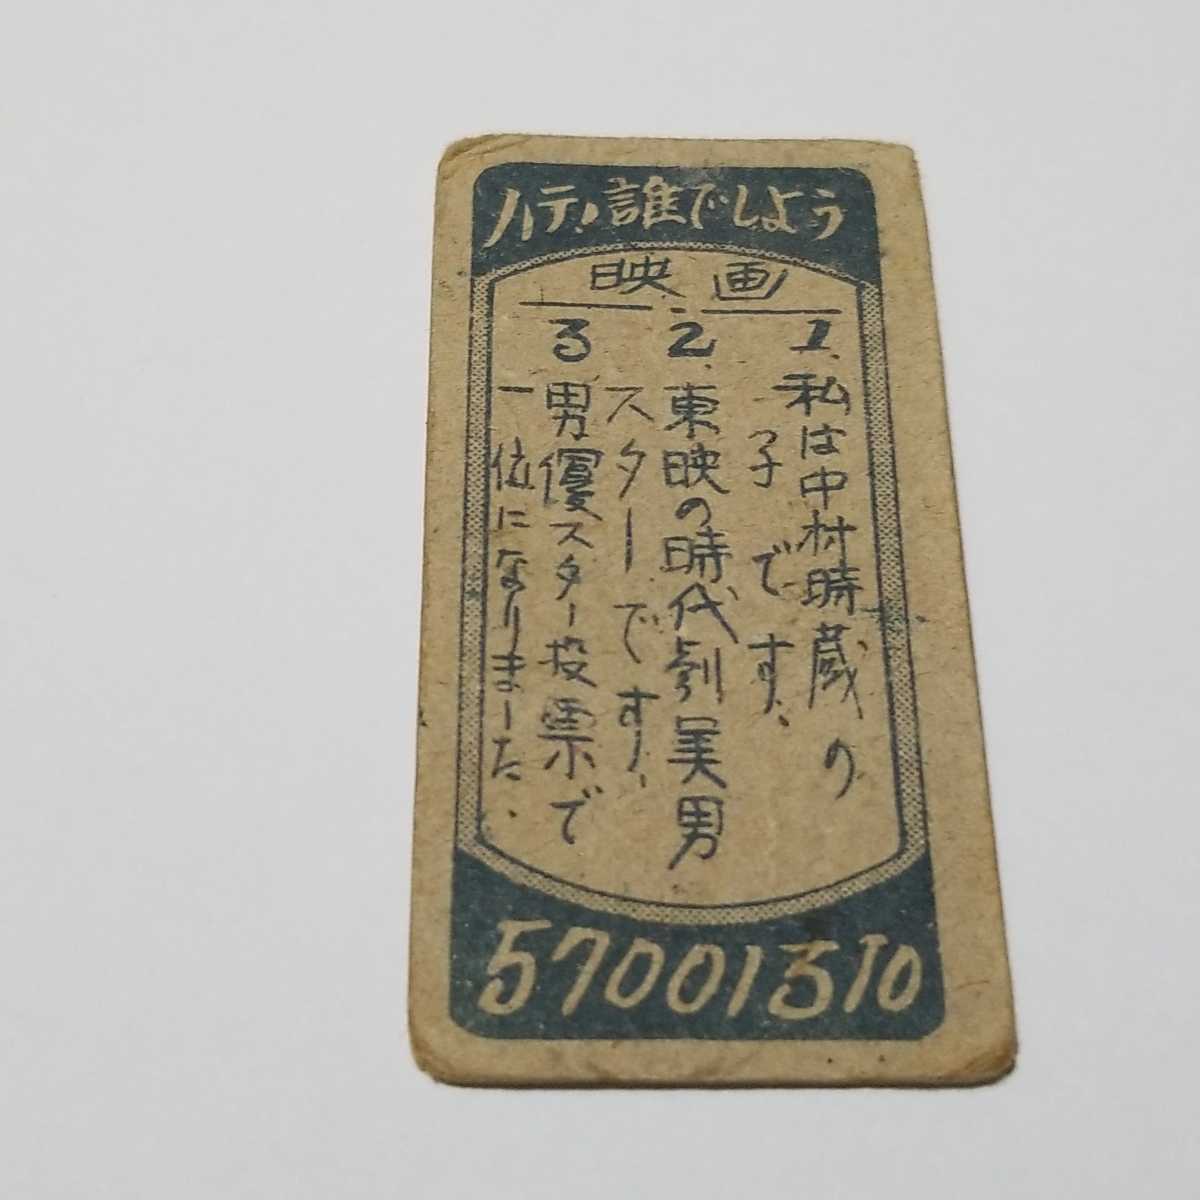 ハテ、誰でしよう
映画
1.私は中村時蔵の
子です、
2.東映の時代劇美男
スターです、
3男優スター投票で
一位になりました、
57001310